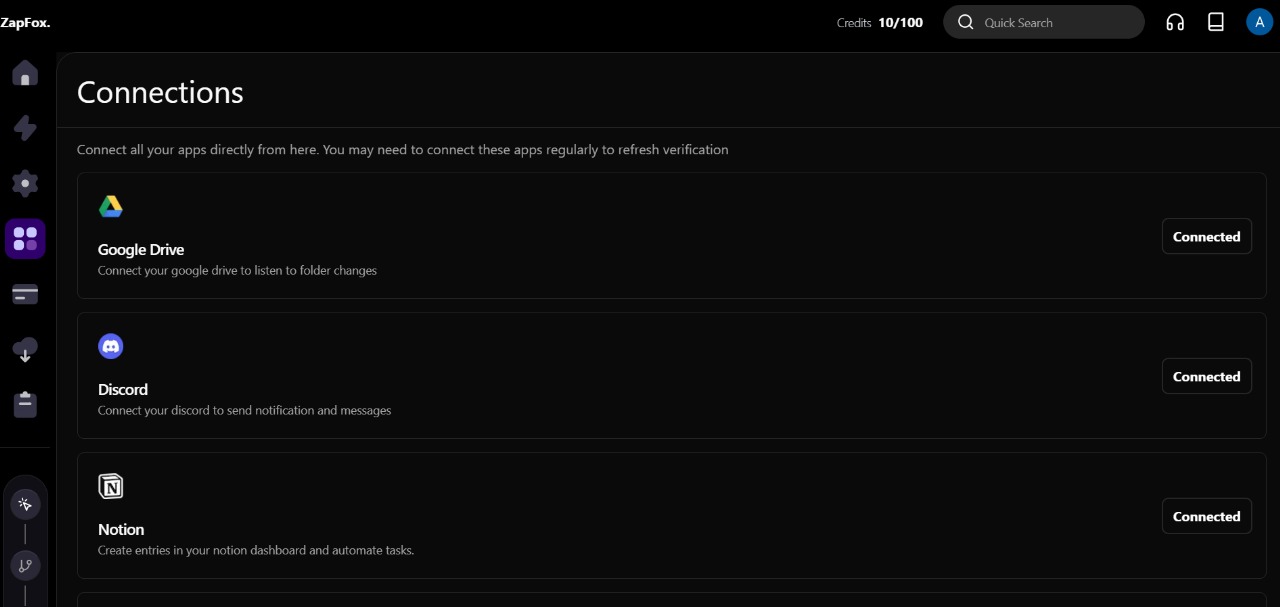 ZapFox.
Credits 10/100
Quick Search
A
Connections
Connect all your apps directly from here. You may need to connect these apps regularly to refresh verification
Google Drive
Connect your google drive to listen to folder changes
Connected
Discord
Connect your discord to send notification and messages
Connected
Notion
Create entries in your notion dashboard and automate tasks.
Connected